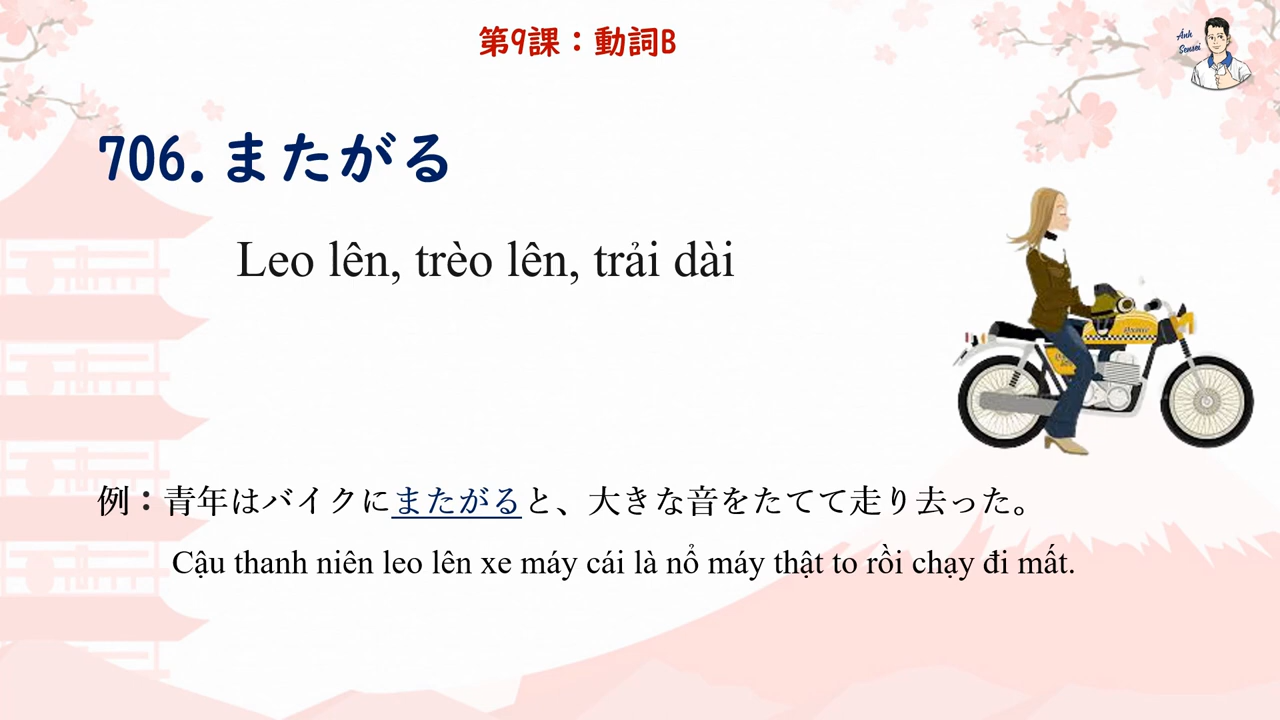 第9課：動詞B
Ánh
Sensei
706.またがる
Leo lên, trèo lên, trải dài
例：青年はバイクにまたがると、大きな音をたてて走り去った。
Cậu thanh niên leo lên xe máy cái là nổ máy thật to rồi chạy đi mất.